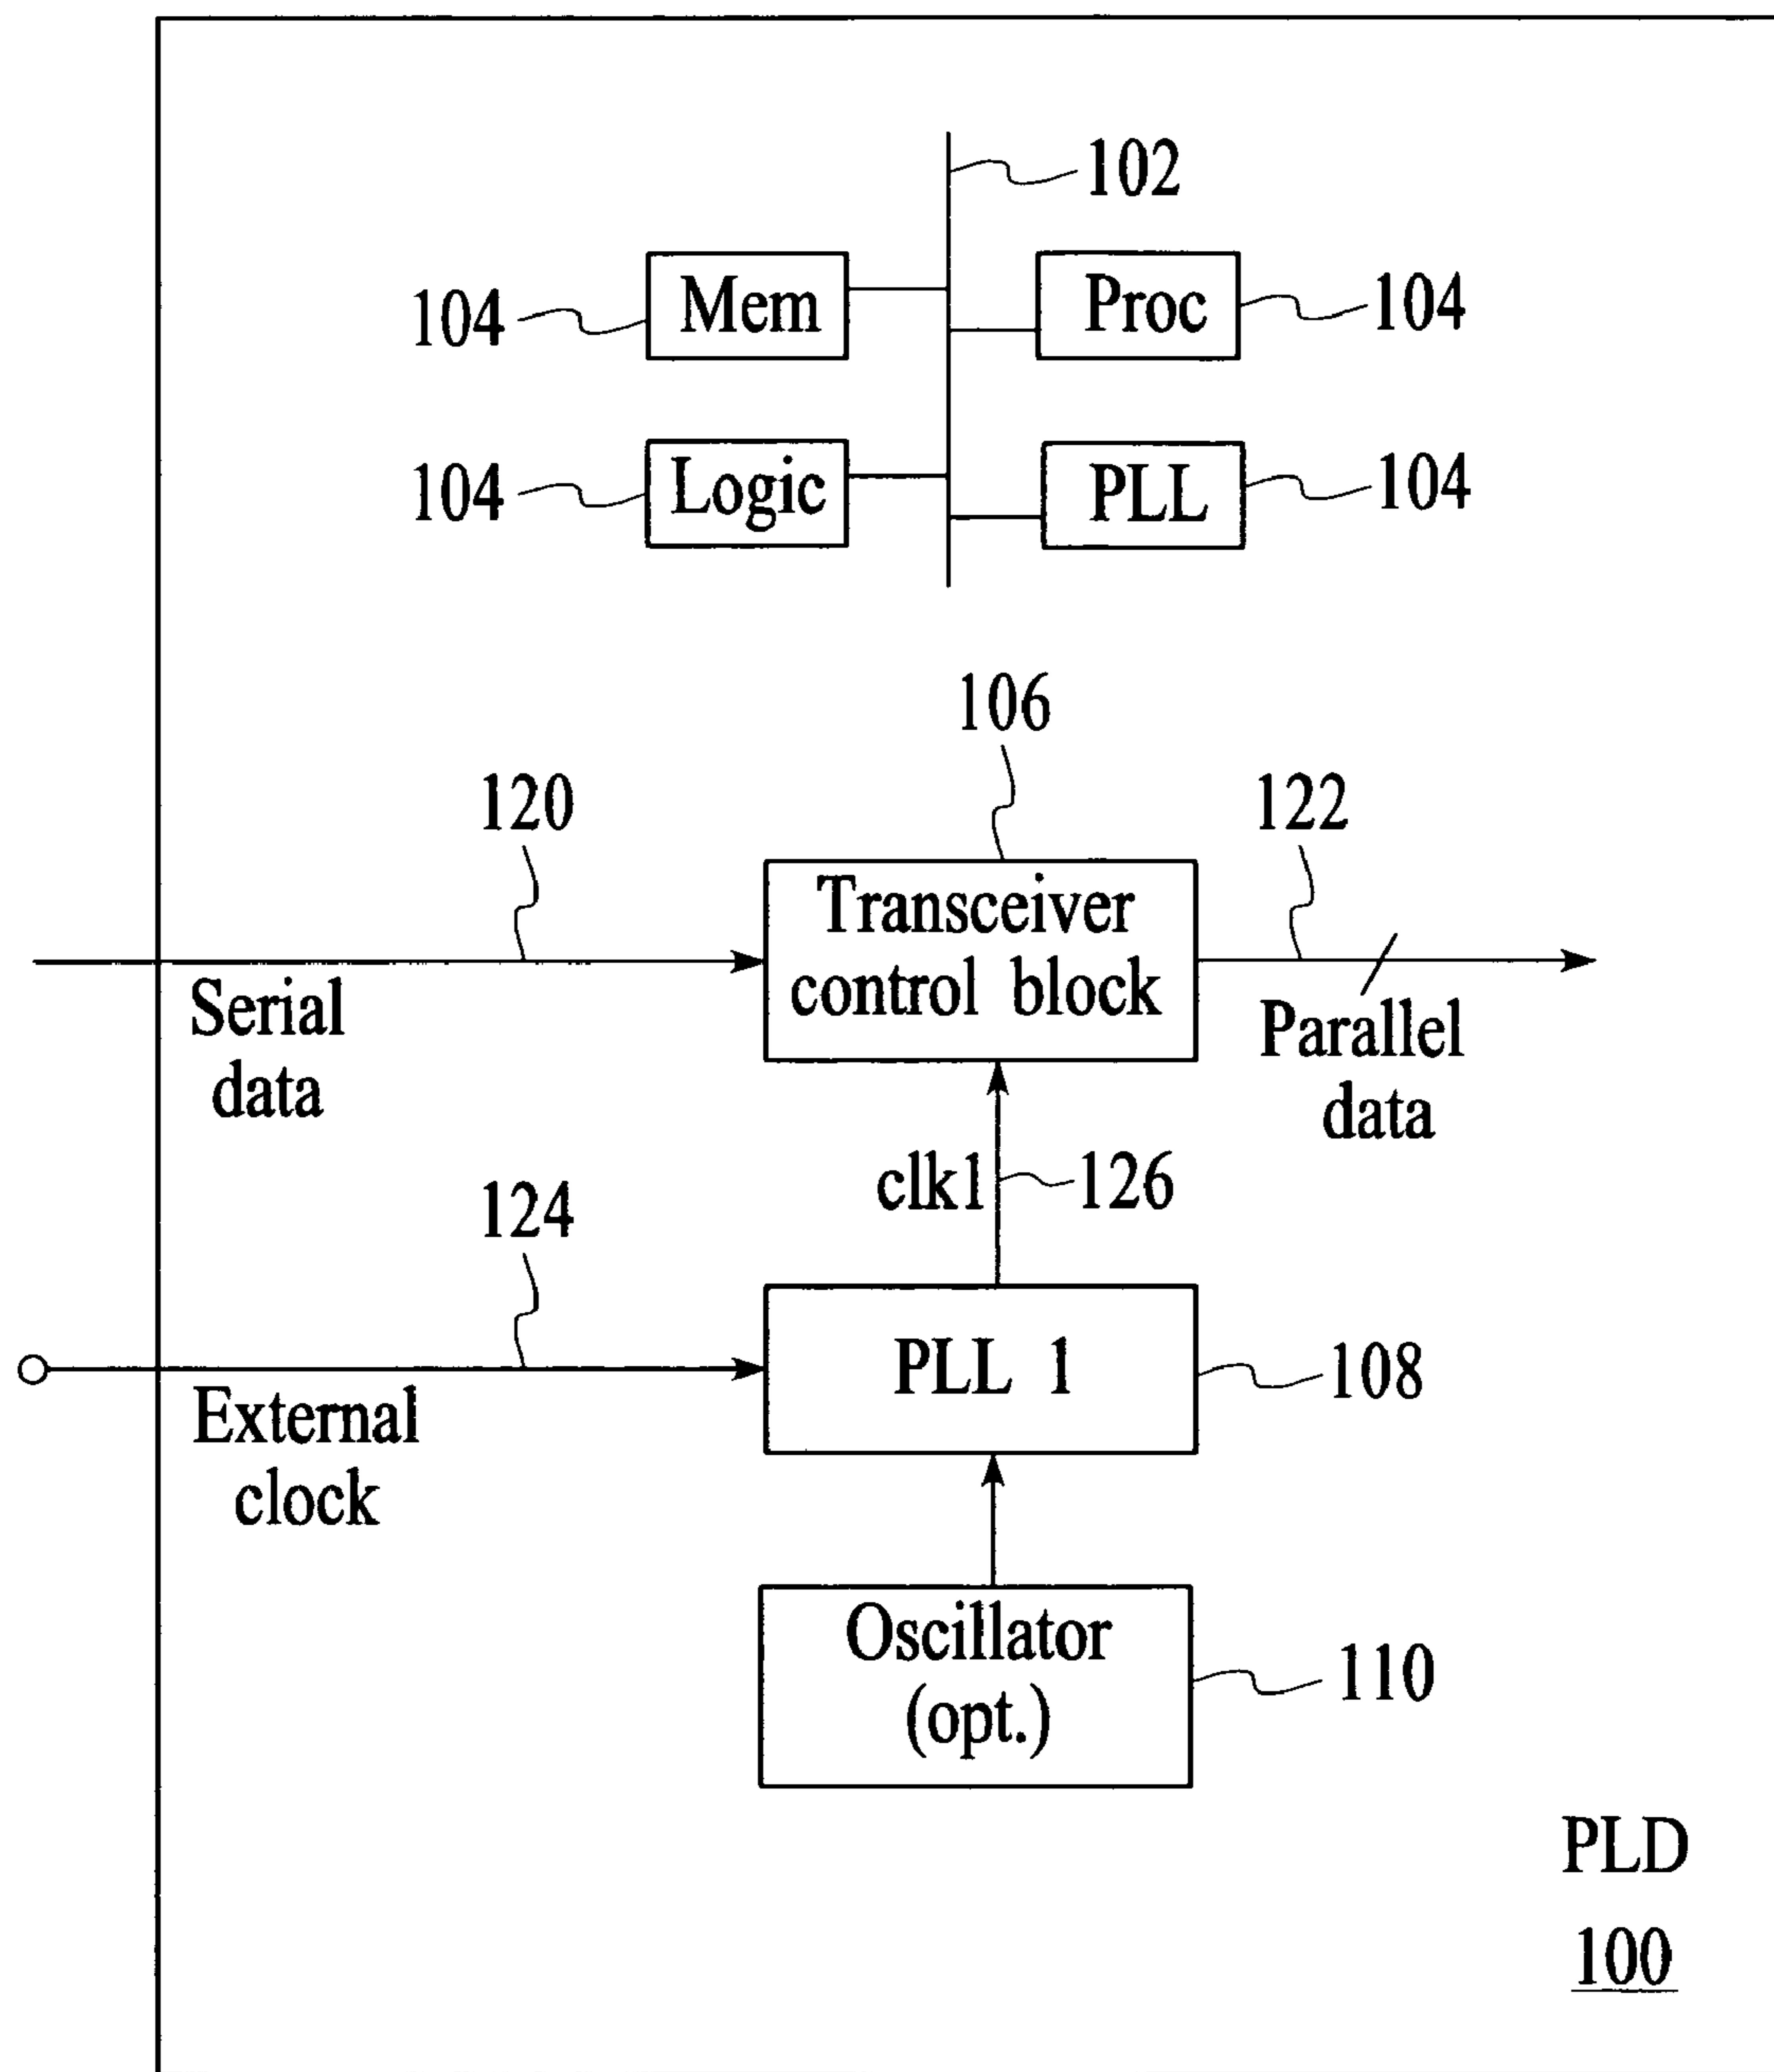 102
104
Mem
Proc
104
104
Logic
PLL
104
106
120
122
Transceiver
control block
Serial
data
Parallel
data
clk1
126
124
PLL 1
108
External
clock
Oscillator
(opt.)
110
PLD
100